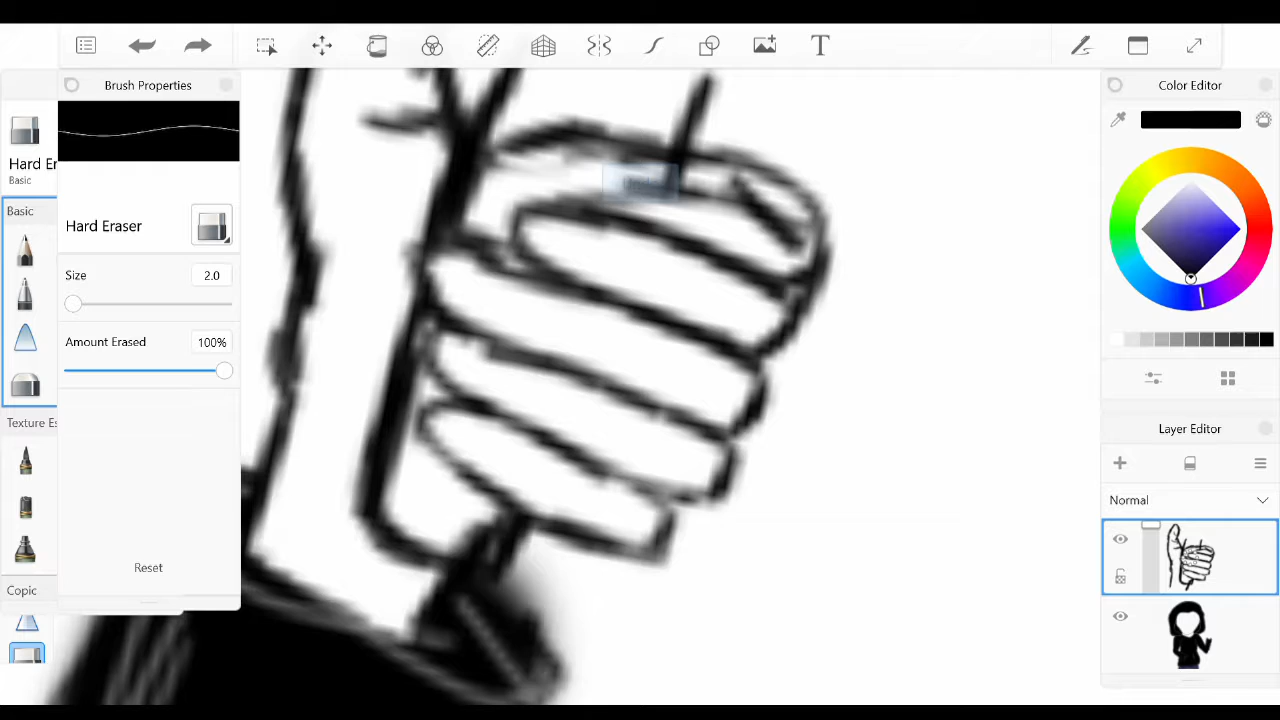 T
Brush Properties
Color Editor
Hard Er
Basic
Basic
Hard Eraser
Size
2.0
Amount Erased
100%
Texture Es
Layer Editor
Normal
Reset
Copic